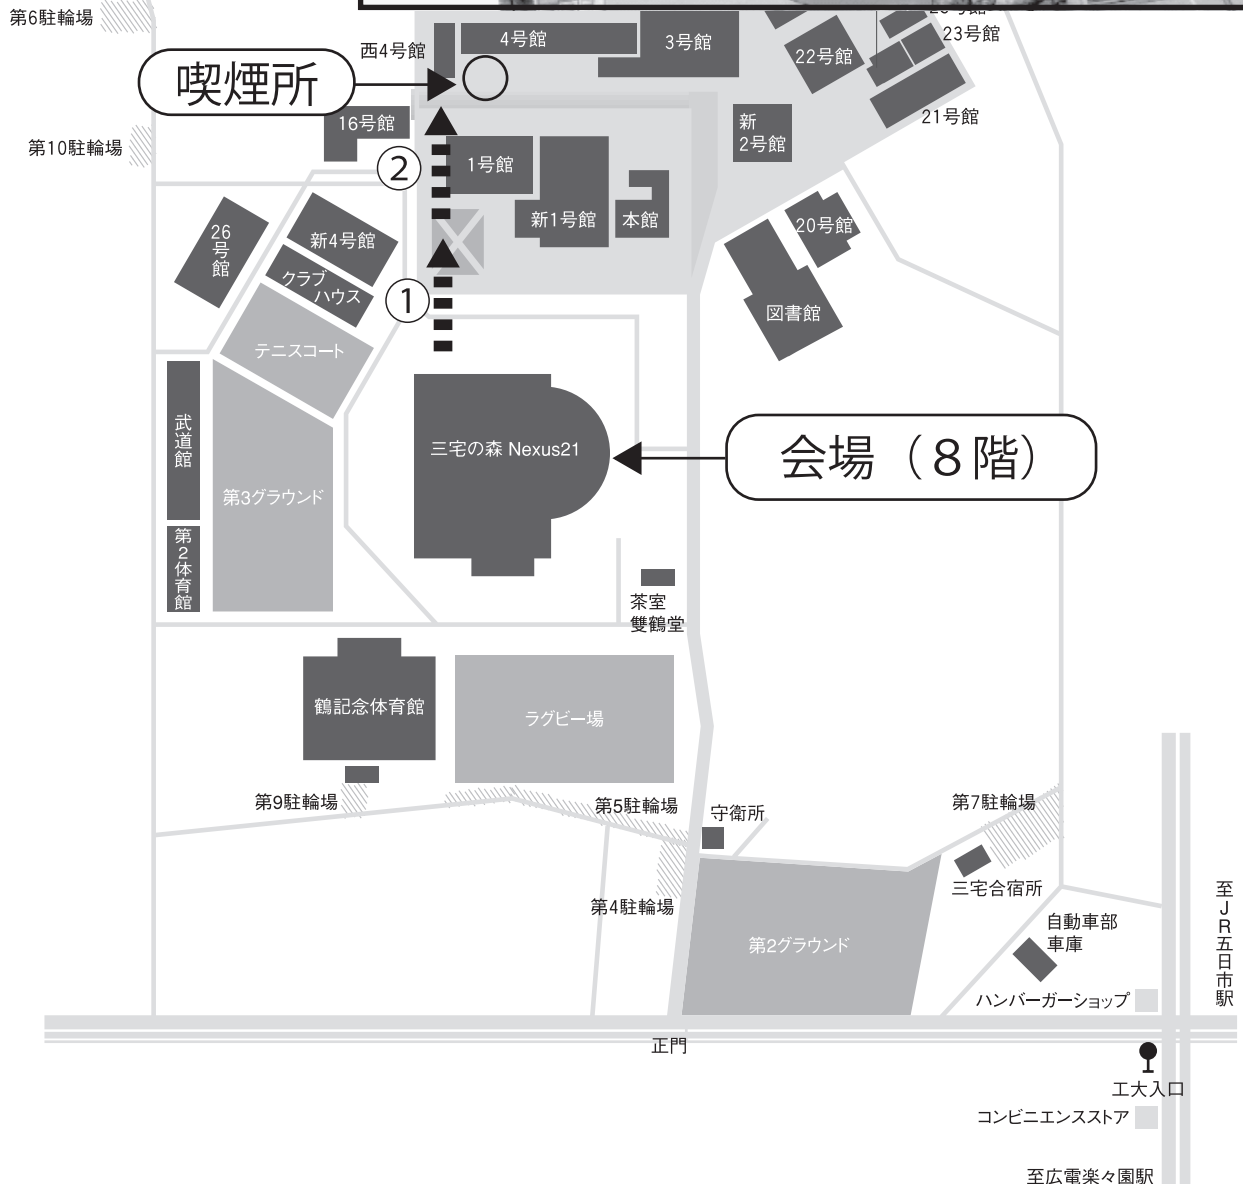 第6駐輪場
西4号館
4号館
3号館
22号館
23号館
喫煙所
21号館
16号館
新
2号館
第10駐輪場
②
1号館
新1号館
本館
20号館
26号館
新4号館
クラブ
ハウス
①
図書館
テニスコート
武道館
三宅の森 Nexus21
会場（８階）
第3グラウンド
第2体育館
茶室
雙鶴堂
鶴記念体育館
ラグビー場
第9駐輪場
第5駐輪場
守衛所
第7駐輪場
三宅合宿所
第4駐輪場
自動車部
車庫
至JR五日市駅
第2グラウンド
ハンバーガーショップ
正門
工大入口
コンビニエンスストア
至広電楽々園駅